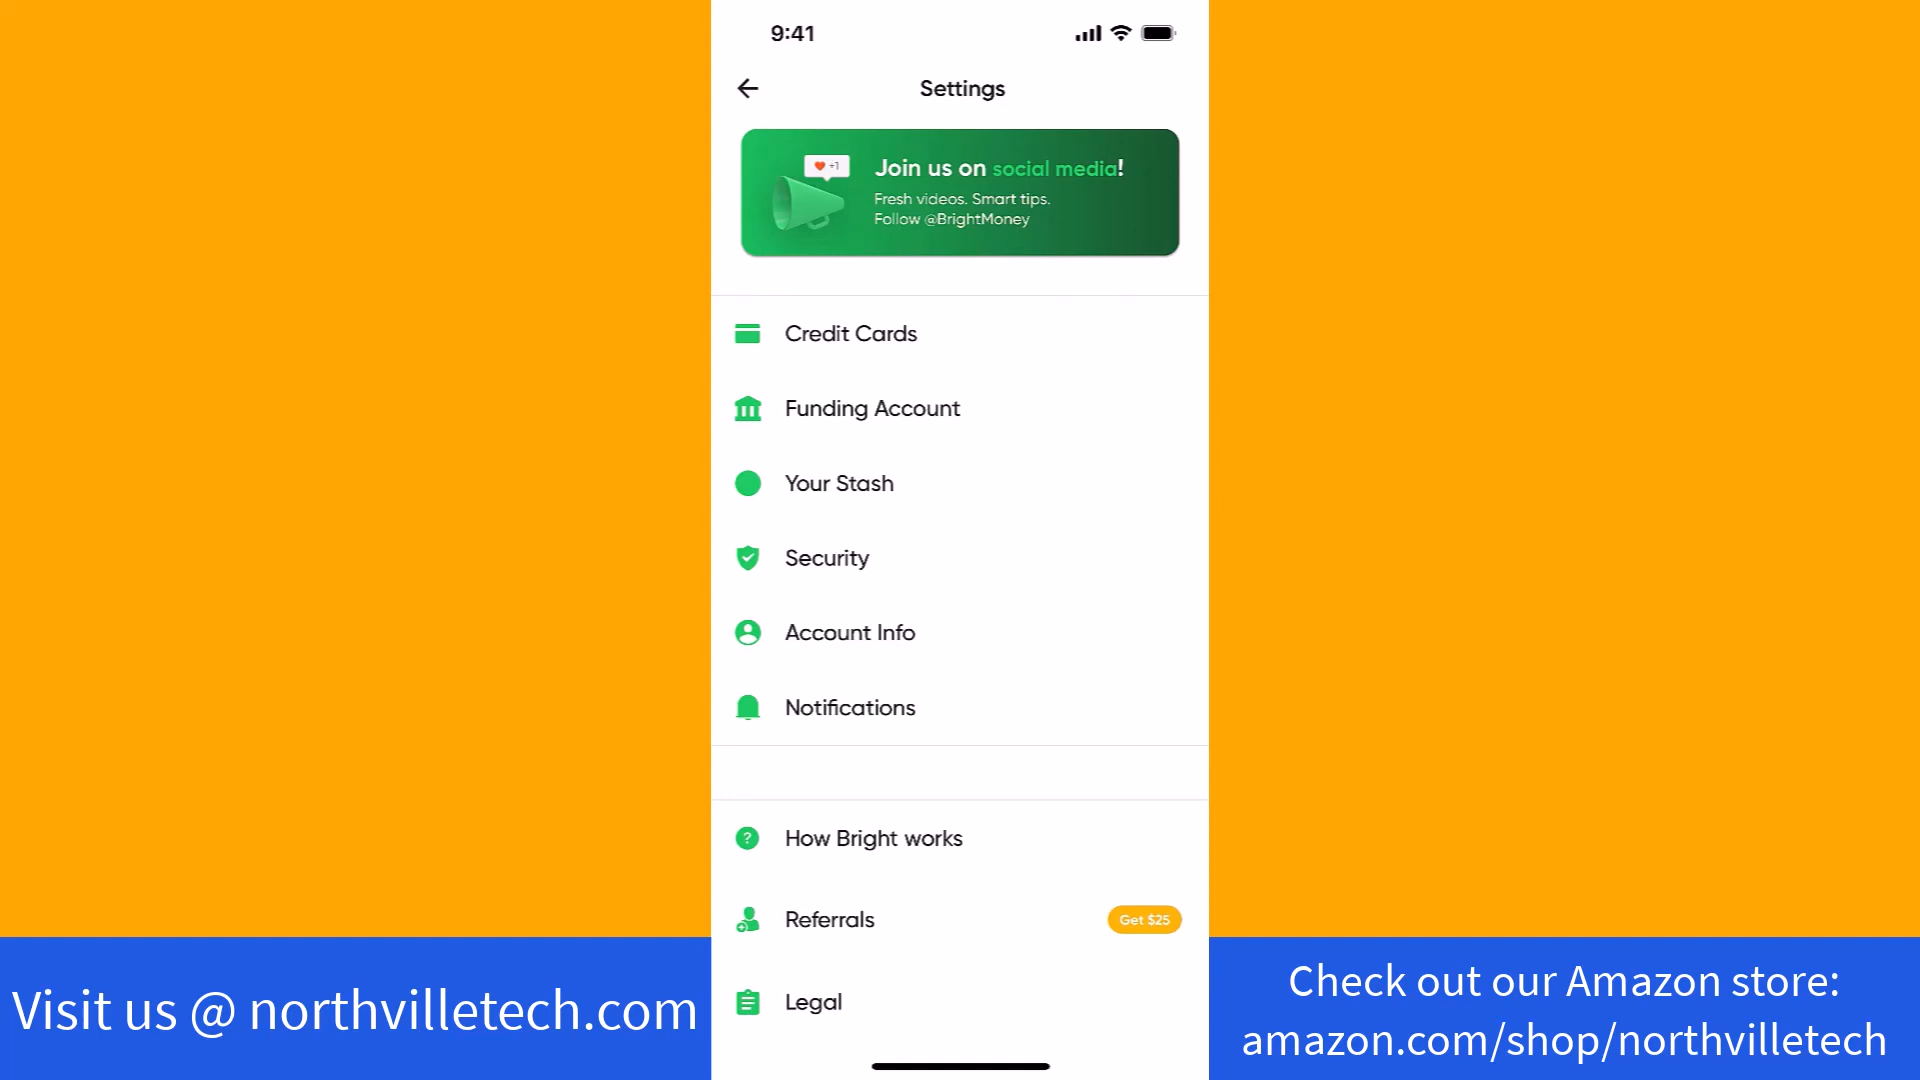 9:41
Settings
+1
Join us on social media!
Fresh videos. Smart tips.
Follow @BrightMoney
Credit Cards
Funding Account
Your Stash
Security
Account Info
Notifications
?
How Bright works
Referrals
Get $25
Legal
Visit us @ northvilletech.com
Check out our Amazon store:
amazon.com/shop/northvilletech